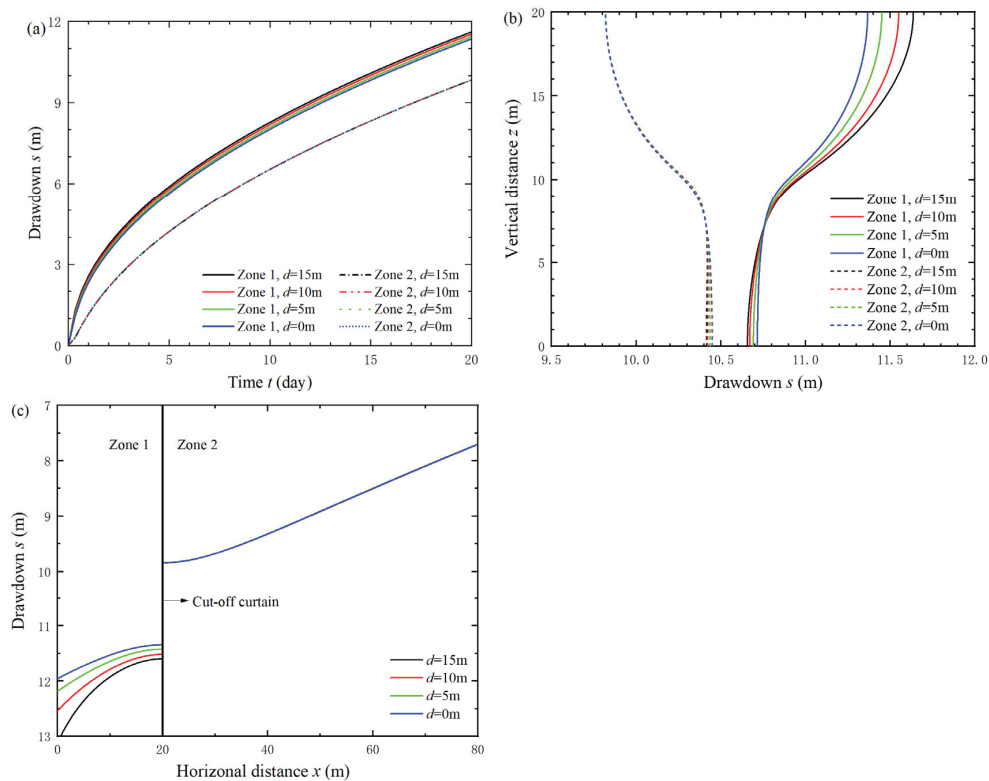 (a)
12
9
6
3
0
Drawdown s (m)
Zone 1, d=15m Zone 2, d=15m
Zone 1, d=10m Zone 2, d=10m
Zone 1, d=5m Zone 2, d=5m
Zone 1, d=0m Zone 2, d=0m
0 5 10 15 20
Time t (day)
(b)
20
15
10
5
0
Vertical distance z (m)
Zone 1, d=15m
Zone 1, d=10m
Zone 1, d=5m
Zone 1, d=0m
Zone 2, d=15m
Zone 2, d=10m
Zone 2, d=5m
Zone 2, d=0m
9.5 10.0 10.5 11.0 11.5 12.0
Drawdown s (m)
(c)
7
8
9
10
11
12
13
Drawdown s (m)
Zone 1 Zone 2
Cut-off curtain
d=15m
d=10m
d=5m
d=0m
0 20 40 60 80
Horizonal distance x (m)